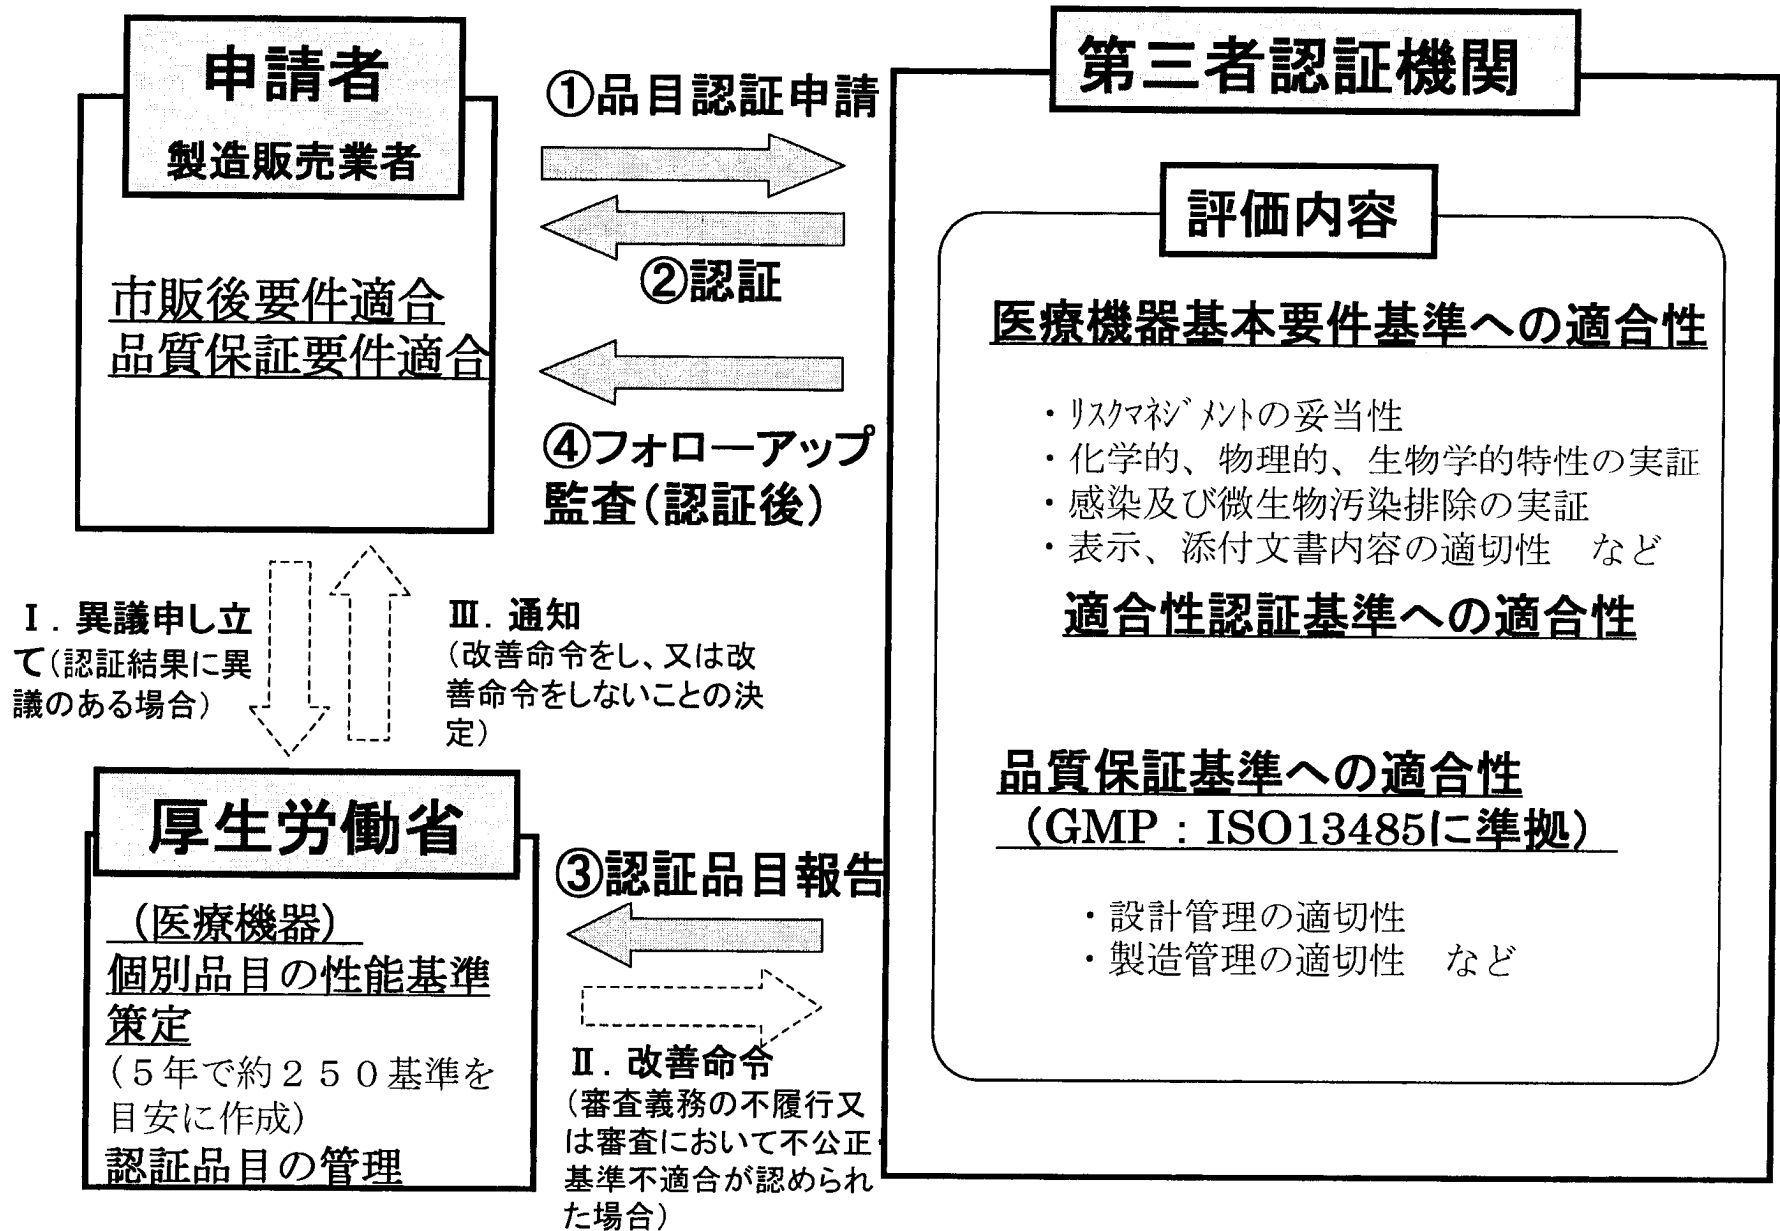 申請者
製造販売業者
市販後要件適合
品質保証要件適合
①品目認証申請
②認証
④フォローアップ
監査(認証後)
第三者認証機関
評価内容
医療機器基本要件基準への適合性
・ﾘｽｸﾏﾈｼﾞﾒﾝﾄの妥当性
・化学的、物理的、生物学的特性の実証
・感染及び微生物汚染排除の実証
・表示、添付文書内容の適切性　など
適合性認証基準への適合性
品質保証基準への適合性
（GMP：ISO13485に準拠）
・設計管理の適切性
・製造管理の適切性　など
Ⅰ．異議申し立
て(認証結果に異
議のある場合)
Ⅲ．通知
(改善命令をし、又は改
善命令をしないことの決
定)
厚生労働省
（医療機器）
個別品目の性能基準
策定
（５年で約２５０基準を
目安に作成）
認証品目の管理
③認証品目報告
Ⅱ．改善命令
(審査義務の不履行又
は審査において不公正・
基準不適合が認められ
た場合)